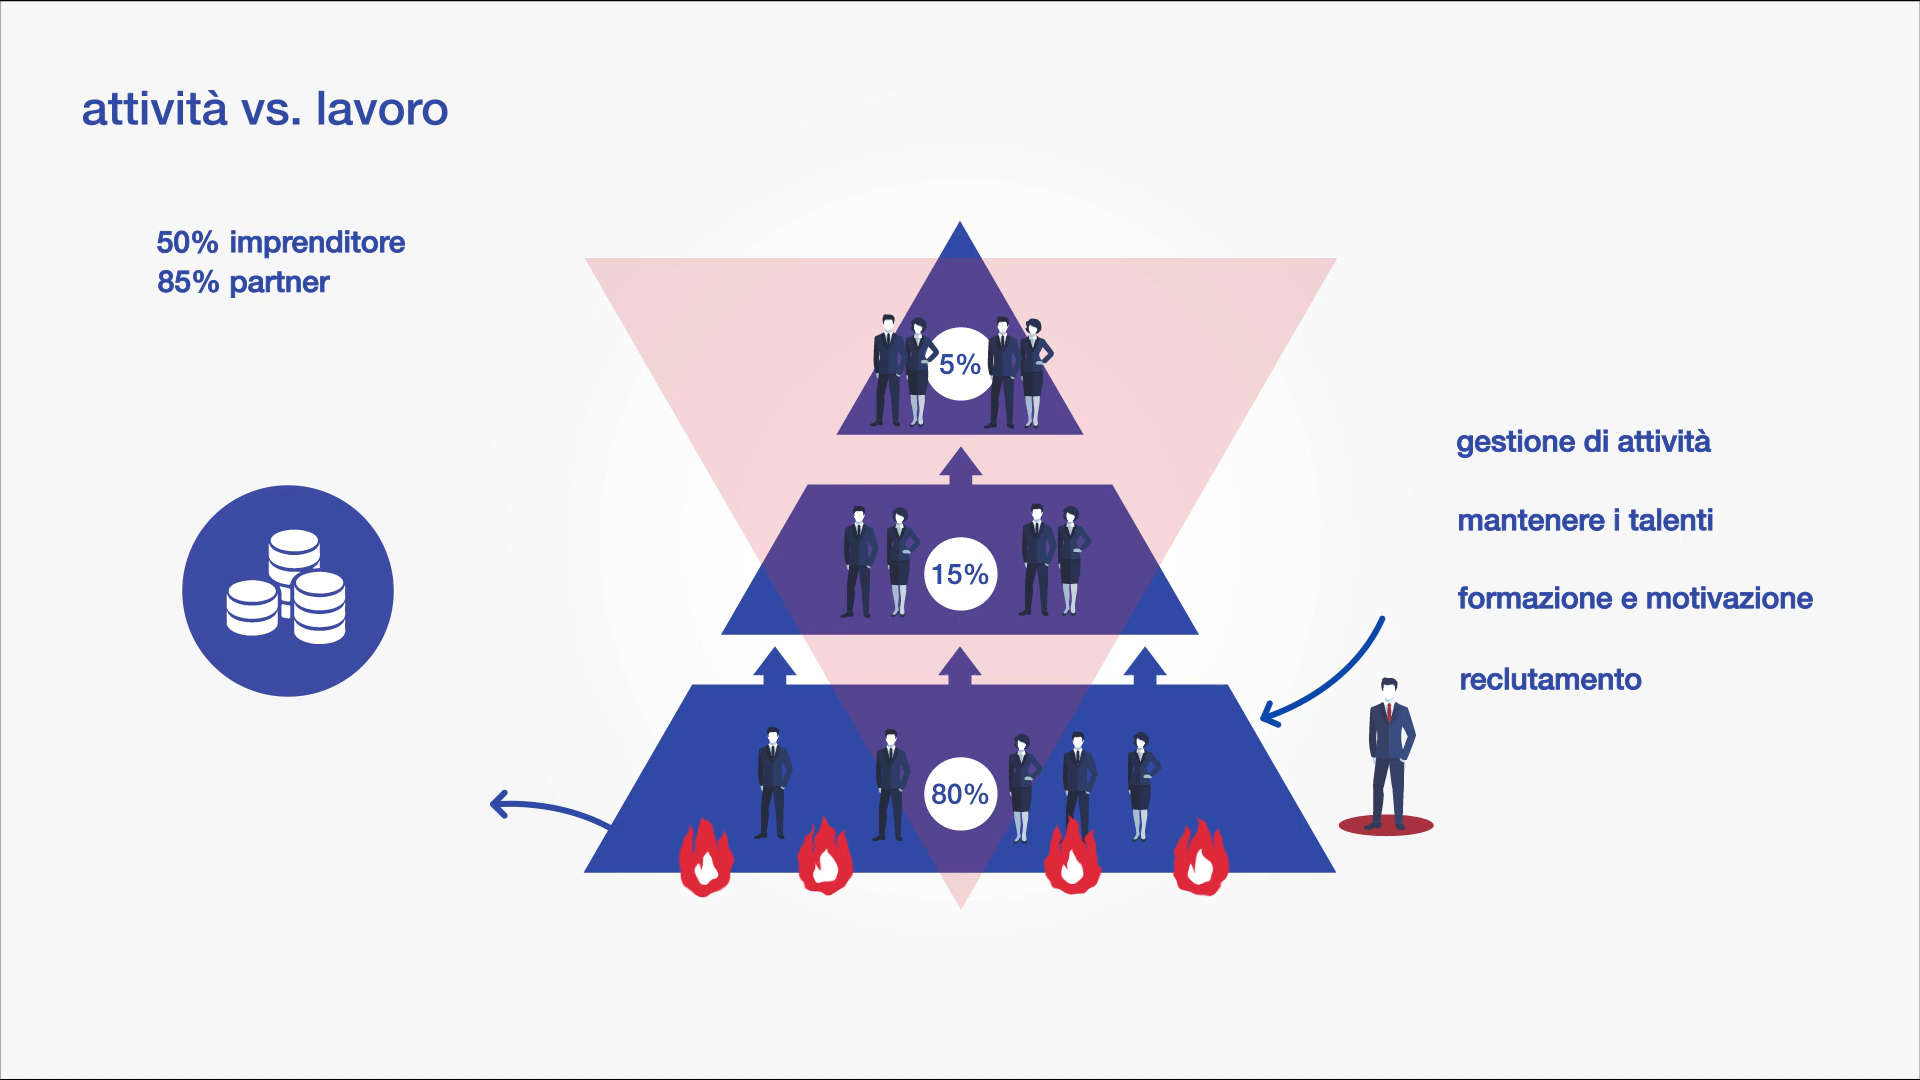 attività vs. lavoro
50% imprenditore
85% partner
5%
15%
80%
gestione di attività
mantenere i talenti
formazione e motivazione
reclutamento